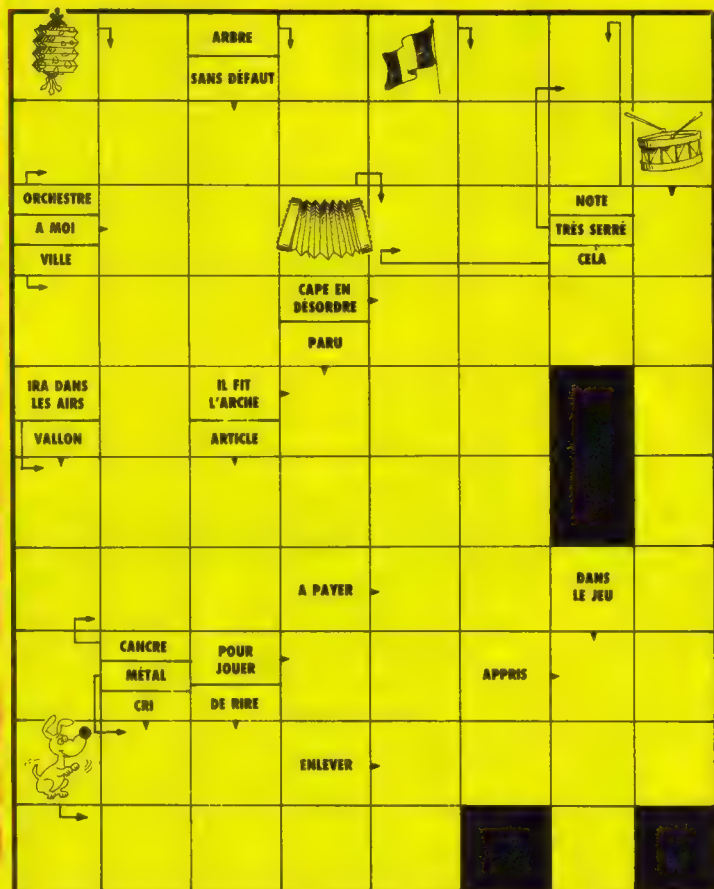 ARBRE
SANS DÉFAUT
ORCHESTRE
A MOI
VILLE
NOTE
TRÈS SERRÉ
CELA
CAPE EN
DÉSORDRE
PARU
IRA DANS
LES AIRS
VALLON
IL FIT
L'ARCHE
ARTICLE
A PAYER
DANS
LE JEU
CANCRE
MÉTAL
CRI
POUR
JOUER
DE RIRE
APPRIS
ENLEVER